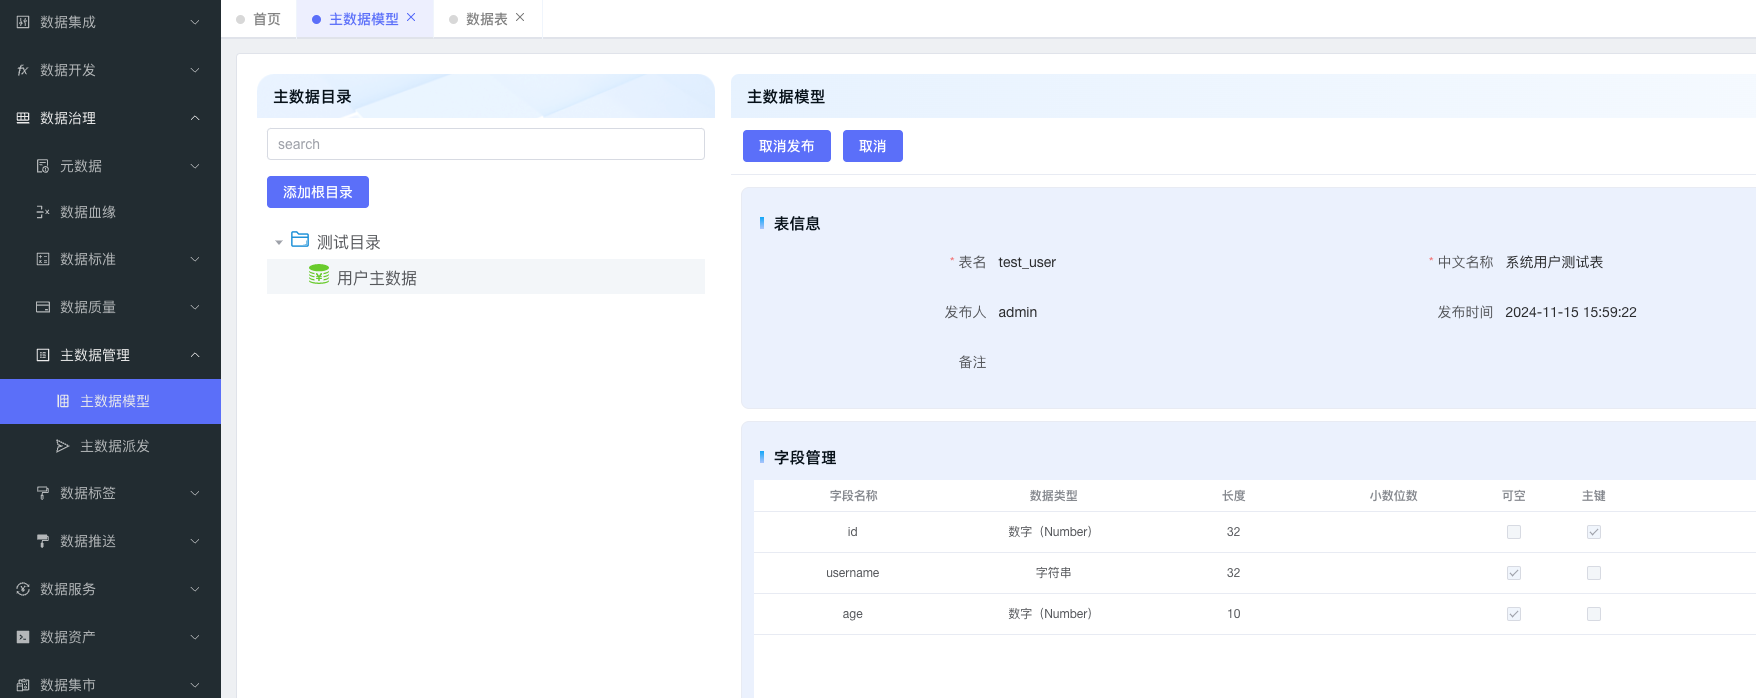 数据集成
数据开发
数据治理
元数据
数据血缘
数据标准
数据质量
主数据管理
主数据模型
主数据派发
数据标签
数据推送
数据服务
数据资产
数据集市
首页
主数据模型
数据表
主数据目录
search
添加根目录
测试目录
用户主数据
主数据模型
取消发布 取消
表信息
* 表名 test_user * 中文名称 系统用户测试表
发布人 admin 发布时间 2024-11-15 15:59:22
备注
字段管理
字段名称 数据类型 长度 小数位数 可空 主键
id 数字（Number） 32
username 字符串 32
age 数字（Number） 10